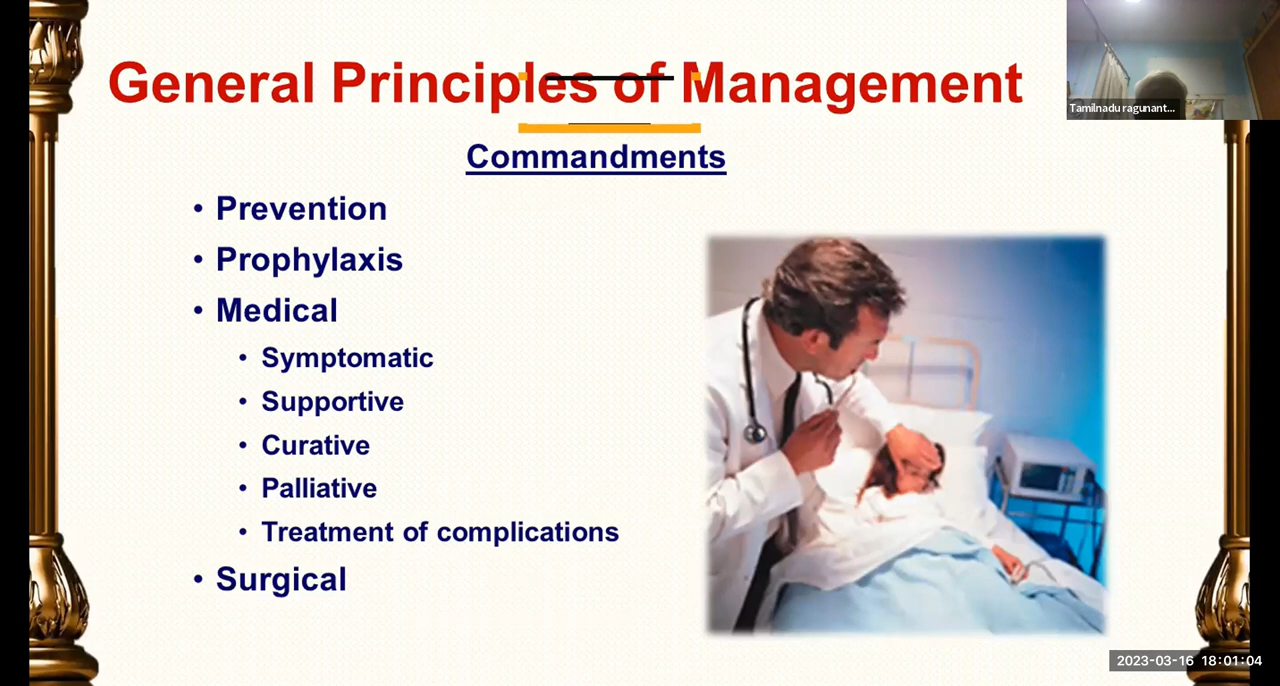 General Principles of Management
Tamilnadu ragunant...
Commandments
• Prevention
• Prophylaxis
• Medical
• Symptomatic
• Supportive
• Curative
• Palliative
• Treatment of complications
• Surgical
2023-03-16 18:01:04